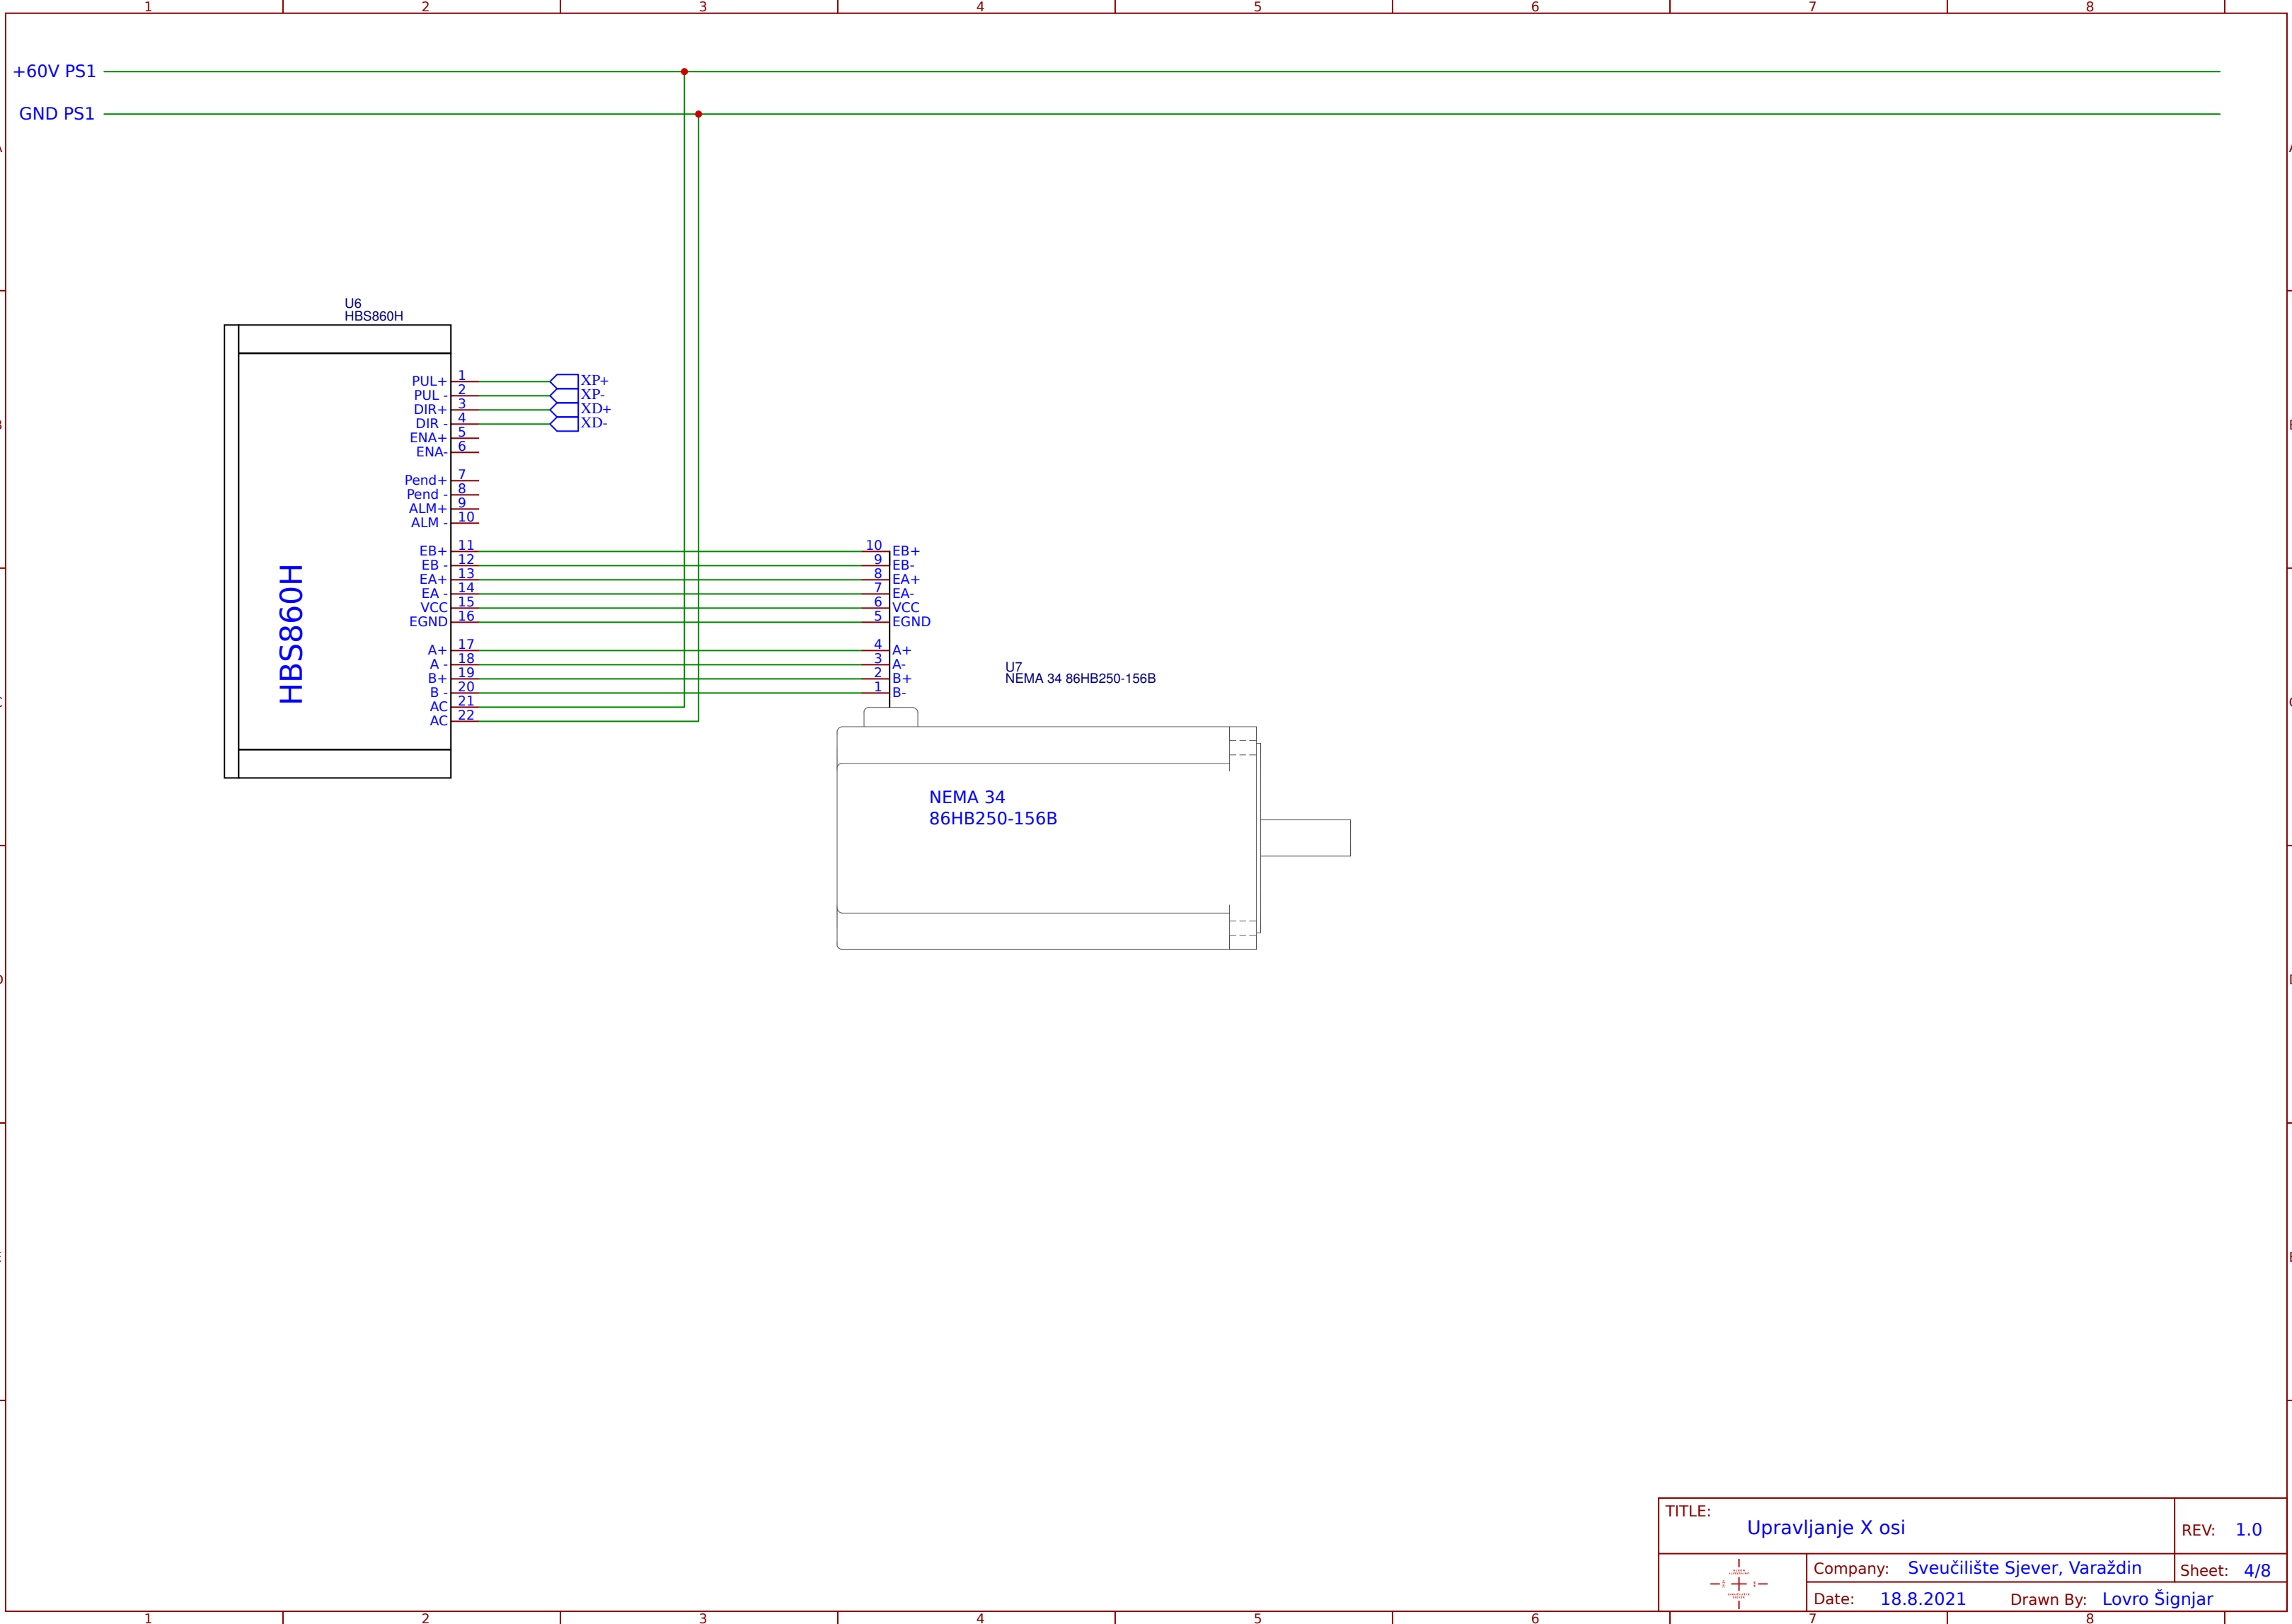 1 2 3 4 5 6 7 8
+60V PS1
GND PS1
U6
HBS860H
PUL+ 1 XP+
PUL - 2 XP-
DIR+ 3 XD+
DIR - 4 XD-
ENA+ 5
ENA- 6
Pend+ 7
Pend - 8
ALM+ 9
ALM - 10
HBS860H
EB+ 11 10 EB+
EB - 12 9 EB-
EA+ 13 8 EA+
EA - 14 7 EA-
VCC 15 6 VCC
EGND 16 5 EGND
A+ 17 4 A+
A - 18 3 A-
B+ 19 2 B+
B - 20 1 B-
AC 21
AC 22
U7
NEMA 34 86HB250-156B
NEMA 34
86HB250-156B
TITLE:
Upravljanje X osi
REV: 1.0
Company: Sveučilište Sjever, Varaždin
Sheet: 4/8
Date: 18.8.2021 Drawn By: Lovro Šignjar
1 2 3 4 5 6 7 8